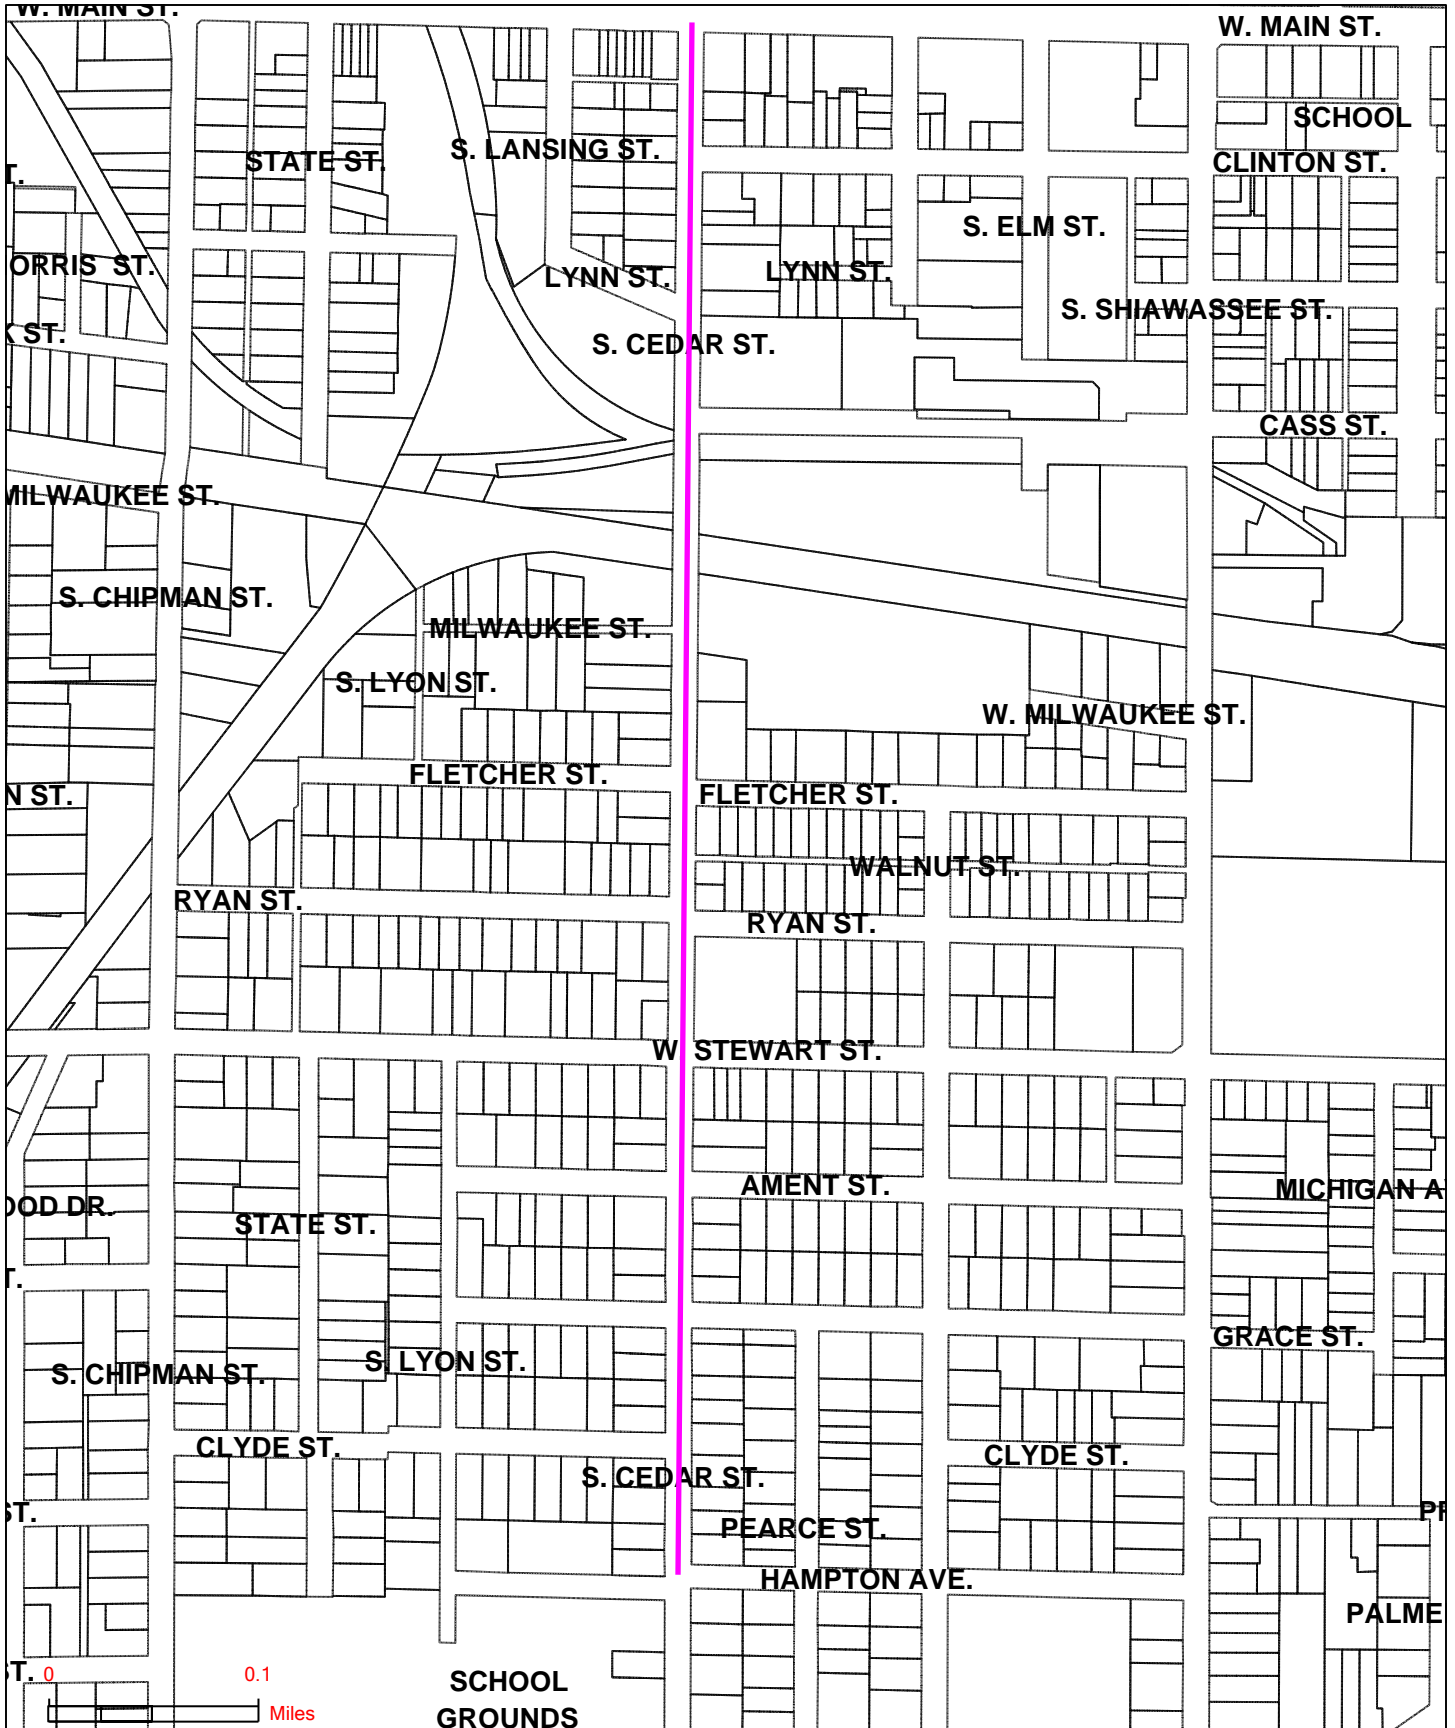 W. MAIN ST.
W. MAIN ST.
SCHOOL
S. LANSING ST.
STATE ST.
CLINTON ST.
T.
S. ELM ST.
ORRIS ST.
LYNN ST.
LYNN ST.
S. SHIAWASSEE ST.
K ST.
S. CEDAR ST.
CASS ST.
MILWAUKEE ST.
S. CHIPMAN ST.
MILWAUKEE ST.
S. LYON ST.
W. MILWAUKEE ST.
FLETCHER ST.
N ST.
FLETCHER ST.
WALNUT ST.
RYAN ST.
RYAN ST.
W STEWART ST.
AMENT ST.
MICHIGAN A
OOD DR.
STATE ST.
T.
GRACE ST.
S. LYON ST.
S. CHIPMAN ST.
CLYDE ST.
CLYDE ST.
S. CEDAR ST.
ST.
PEARCE ST.
HAMPTON AVE.
PALME
ST.
0
0.1
Miles
SCHOOL
GROUNDS